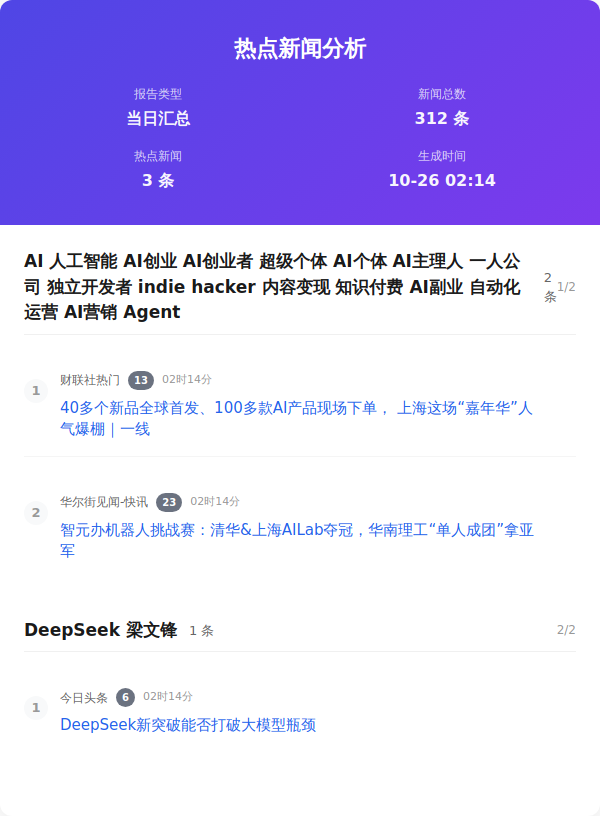 热点新闻分析
报告类型
当日汇总
新闻总数
312 条
热点新闻
3 条
生成时间
10-26 02:14
AI 人工智能 AI创业 AI创业者 超级个体 AI个体 AI主理人 一人公
司 独立开发者 indie hacker 内容变现 知识付费 AI副业 自动化
运营 AI营销 Agent
2
条
1/2
1
财联社热门 13 02时14分
40多个新品全球首发、100多款AI产品现场下单， 上海这场“嘉年华”人
气爆棚｜一线
2
华尔街见闻-快讯 23 02时14分
智元办机器人挑战赛：清华&上海AILab夺冠，华南理工“单人成团”拿亚
军
DeepSeek 梁文锋 1 条 2/2
1
今日头条 6 02时14分
DeepSeek新突破能否打破大模型瓶颈